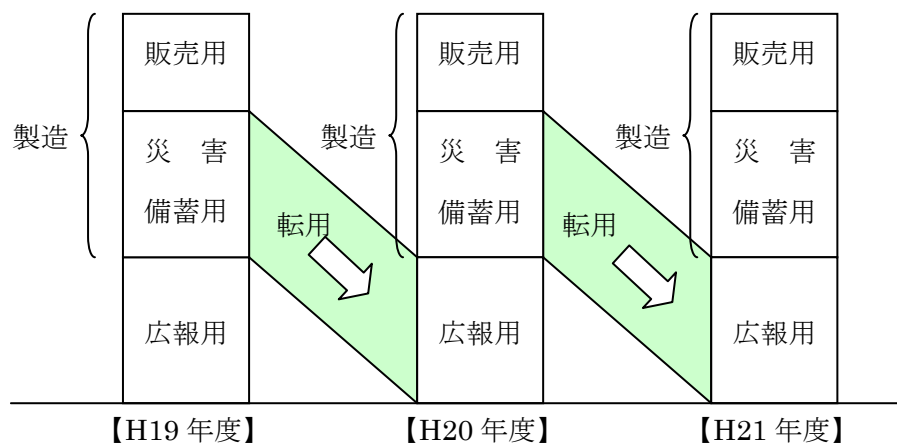 販売用
販売用
販売用
製造
災　害
備蓄用
製造
災　害
備蓄用
製造
災　害
備蓄用
転用
転用
広報用
広報用
広報用
【H19 年度】
【H20 年度】
【H21 年度】